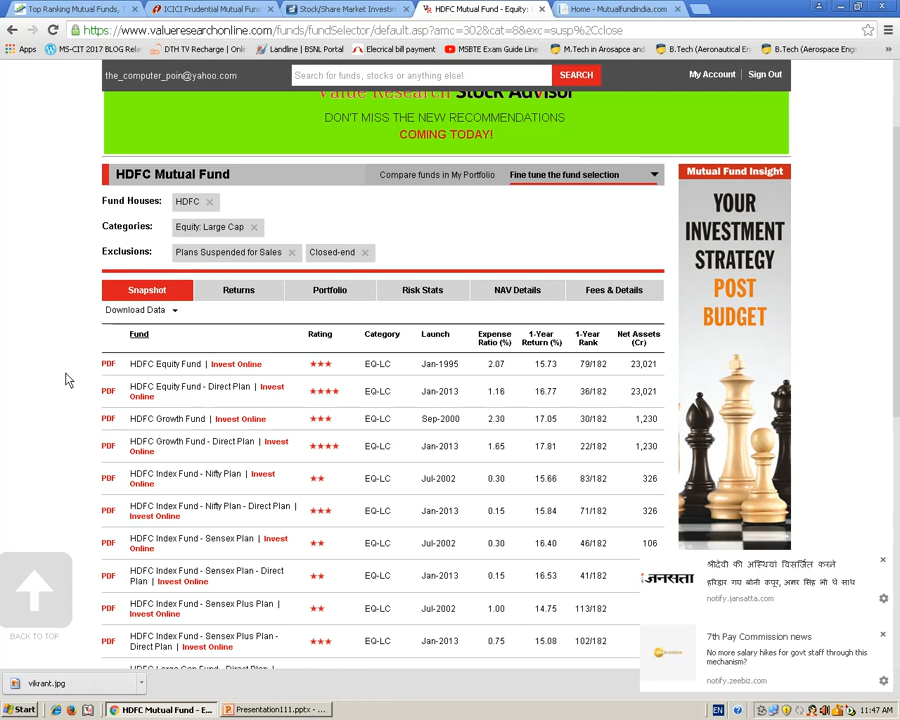 Top Ranking Mutual Funds,
ICICI Prudential Mutual Fund
Stock/Share Market Investin
HDFC Mutual Fund - Equity:
Home - Mutualfundindia.com
https://www.valueresearchonline.com/funds/fundSelector/default.asp?amc=302&cat=8&exc=susp%2Cclose
Apps MS-CIT 2017 BLOG Rela DTH TV Recharge | Onlin Landline | BSNL Portal Elecrical bill payment MSBTE Exam Guide Line M.Tech in Arosapce and B.Tech (Aeronautical Eng B.Tech (Aerospace Eng »
the_computer_poin@yahoo.com Search for funds, stocks or anything else! SEARCH My Account Sign Out
Value Research Stock Advisor
DON'T MISS THE NEW RECOMMENDATIONS
COMING TODAY!
HDFC Mutual Fund Compare funds in My Portfolio Fine tune the fund selection
Fund Houses: HDFC
Categories: Equity: Large Cap
Exclusions: Plans Suspended for Sales Closed-end
Snapshot Returns Portfolio Risk Stats NAV Details Fees & Details
Download Data
Fund Rating Category Launch Expense Ratio (%) 1-Year Return (%) 1-Year Rank Net Assets (Cr)
PDF HDFC Equity Fund | Invest Online ★★★ EQ-LC Jan-1995 2.07 15.73 79/182 23,021
PDF HDFC Equity Fund - Direct Plan | Invest Online ★★★★ EQ-LC Jan-2013 1.16 16.77 36/182 23,021
PDF HDFC Growth Fund | Invest Online ★★★ EQ-LC Sep-2000 2.30 17.05 30/182 1,230
PDF HDFC Growth Fund - Direct Plan | Invest Online ★★★★ EQ-LC Jan-2013 1.65 17.81 22/182 1,230
PDF HDFC Index Fund - Nifty Plan | Invest Online ★★ EQ-LC Jul-2002 0.30 15.66 83/182 326
PDF HDFC Index Fund - Nifty Plan - Direct Plan | Invest Online ★★★ EQ-LC Jan-2013 0.15 15.84 71/182 326
PDF HDFC Index Fund - Sensex Plan | Invest Online ★★ EQ-LC Jul-2002 0.30 16.40 46/182 106
PDF HDFC Index Fund - Sensex Plan - Direct Plan | Invest Online ★★ EQ-LC Jan-2013 0.15 16.53 41/182
PDF HDFC Index Fund - Sensex Plus Plan | Invest Online ★★ EQ-LC Jul-2002 1.00 14.75 113/182
PDF HDFC Index Fund - Sensex Plus Plan - Direct Plan | Invest Online ★★★ EQ-LC Jan-2013 0.75 15.08 102/182
Mutual Fund Insight
YOUR
INVESTMENT
STRATEGY
POST
BUDGET
BACK TO TOP
जनसत्ता
श्रीदेवी की अस्थियां विसर्जित करने
हरिद्वार गए बोनी कपूर, अमर सिंह भी थे साथ
notify.jansatta.com
7th Pay Commission news
No more salary hikes for govt staff through this
mechanism?
notify.zeebiz.com
vikrant.jpg
Start HDFC Mutual Fund - E... Presentation111.pptx - ... EN 11:47 AM